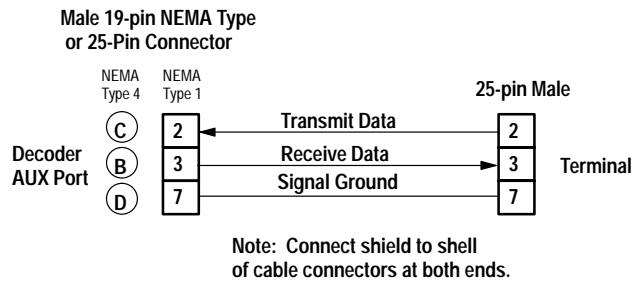 Male 19-pin NEMA Type
or 25-Pin Connector
NEMA Type 4
NEMA Type 1
25-pin Male
Decoder AUX Port
C 2 Transmit Data 2
B 3 Receive Data 3
D 7 Signal Ground 7
Terminal
Note: Connect shield to shell
of cable connectors at both ends.